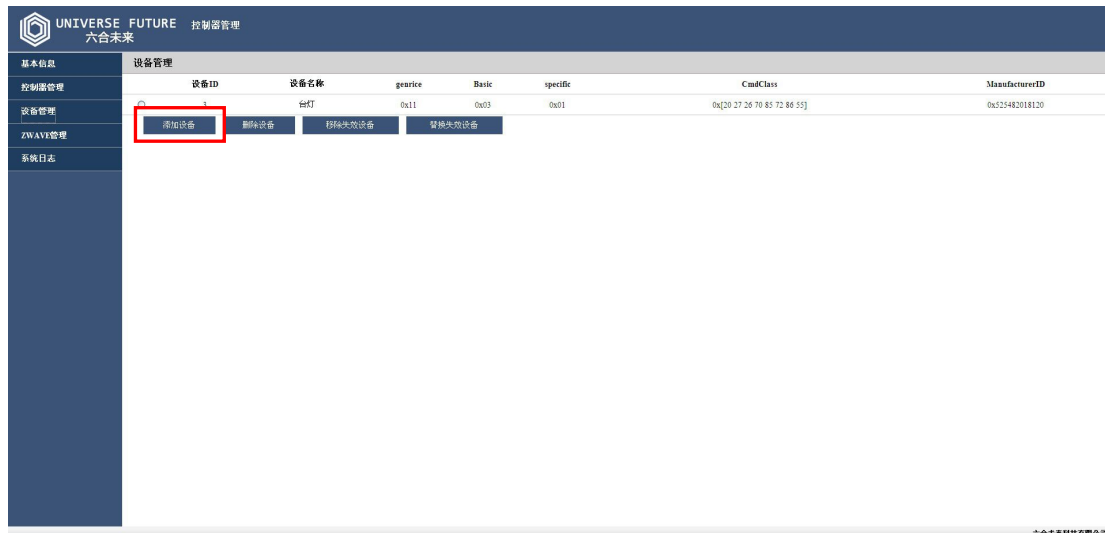 UNIVERSE FUTURE 控制器管理
六合未来
基本信息
控制器管理
设备管理
ZWAVE管理
系统日志
设备管理
设备ID 设备名称 genrice Basic specific CmdClass ManufacturerID
3 台灯 0x11 0x03 0x01 0x[20 27 26 70 85 72 86 55] 0x525482018120
添加设备 删除设备 移除失效设备 替换失效设备